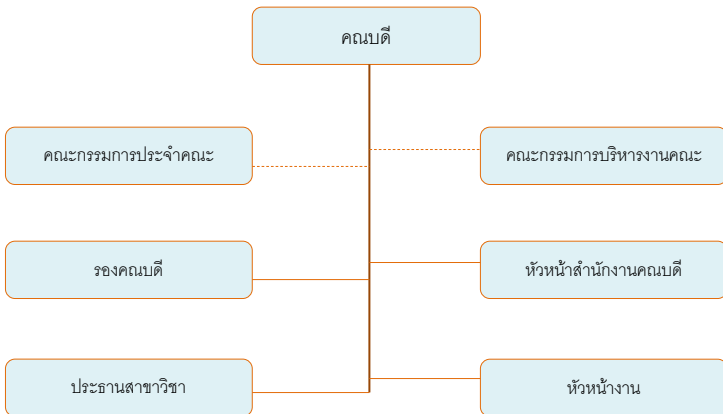 คณบดี
คณะกรรมการประจำคณะ
คณะกรรมการบริหารงานคณะ
รองคณบดี
หัวหน้าสำนักงานคณบดี
ประธานสาขาวิชา
หัวหน้างาน